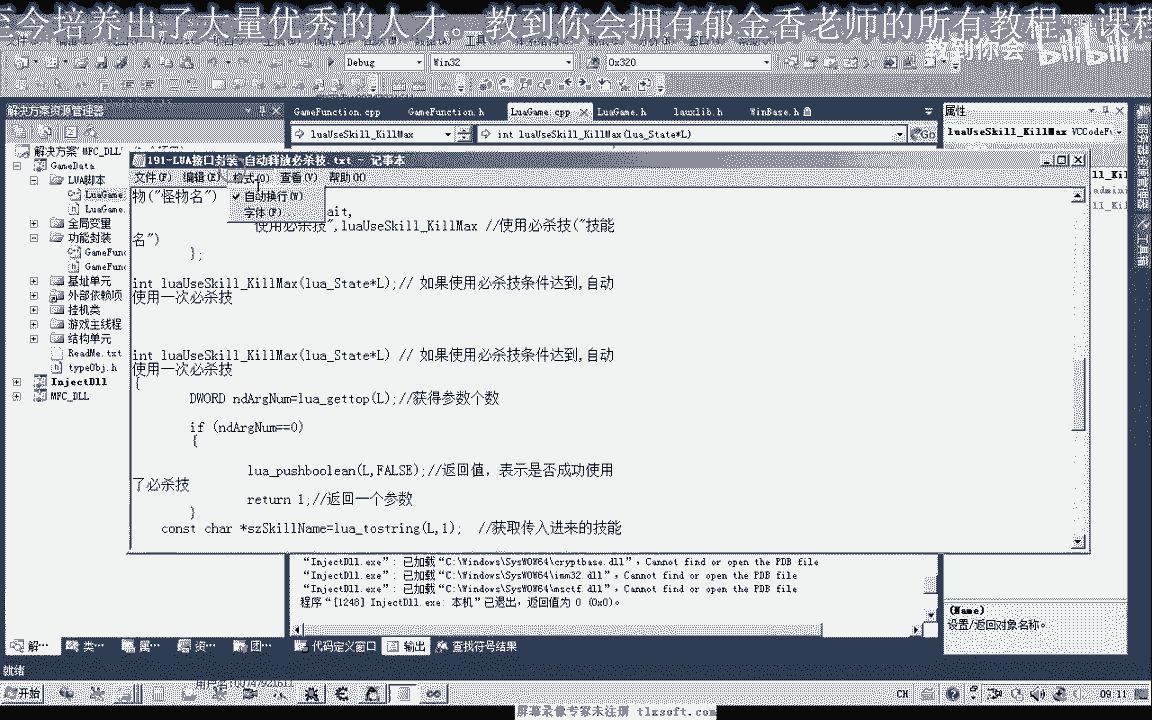 至今培养出了大量优秀的人才。 教到你会拥有郁金香老师的所有教程 课程
教到你会 bilibili
Debug Win32 0x320
解决方案资源管理器
GameFunction.cpp GameFunction.h LuaGame.cpp LuaGame.h lauxlib.h WinBase.h
属性
luaUseSkill_KillMax int luaUseSkill_KillMax(lua_State*L) Go
luaUseSkill_KillMax VCCodeFu
解决方案"MFC_DLL"
GameData
LUA脚本
LuaGame.
LuaGame.
全局变量
功能封装
GameFunc
GameFunc
基址单元
外部依赖项
挂机类
游戏主线程
结构单元
ReadMe.txt
typeObj.h
InjectDll
MFC_DLL
191-LUA接口封装-自动释放必杀技.txt - 记事本
文件(F) 编辑(E) 格式(O) 查看(V) 帮助(H)
自动换行(W)
字体(F)
物("怪物名")
ait,
"使用必杀技",luaUseSkill_KillMax //使用必杀技("技能
名")
};
int luaUseSkill_KillMax(lua_State*L);// 如果使用必杀技条件达到,自动
使用一次必杀技
int luaUseSkill_KillMax(lua_State*L) // 如果使用必杀技条件达到,自动
使用一次必杀技
{
DWORD ndArgNum=lua_gettop(L);//获得参数个数
if (ndArgNum==0)
{
lua_pushboolean(L,FALSE);//返回值，表示是否成功使用
了必杀技
return 1;//返回一个参数
}
const char *szSkillName=lua_tostring(L,1); //获取传入进来的技能
"InjectDll.exe": 已加载"C:\Windows\SysWOW64\cryptbase.dll", Cannot find or open the PDB file
"InjectDll.exe": 已加载"C:\Windows\SysWOW64\imm32.dll", Cannot find or open the PDB file
"InjectDll.exe": 已加载"C:\Windows\SysWOW64\msctf.dll", Cannot find or open the PDB file
程序"[1248] InjectDll.exe: 本机"已退出，返回值为 0 (0x0)。
(Name)
设置/返回对象名称。
解… 类… 属… 资… 团…
代码定义窗口 输出 查找符号结果
服务器资源管理器
工具箱
就绪
开始
CH 09:11
屏幕录像专家未注册 tlxsoft.com